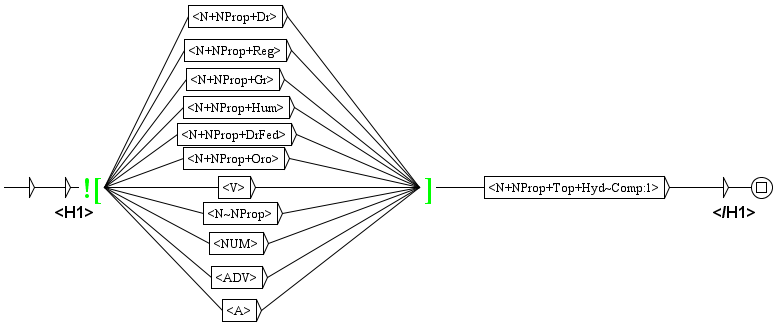 <N+NProp+Dr>
<N+NProp+Reg>
<N+NProp+Gr>
<N+NProp+Hum>
<N+NProp+DrFed>
<N+NProp+Oro>
![ <V> ] <N+NProp+Top+Hyd~Comp:1>
<H1> <N~NProp> </H1>
<NUM>
<ADV>
<A>